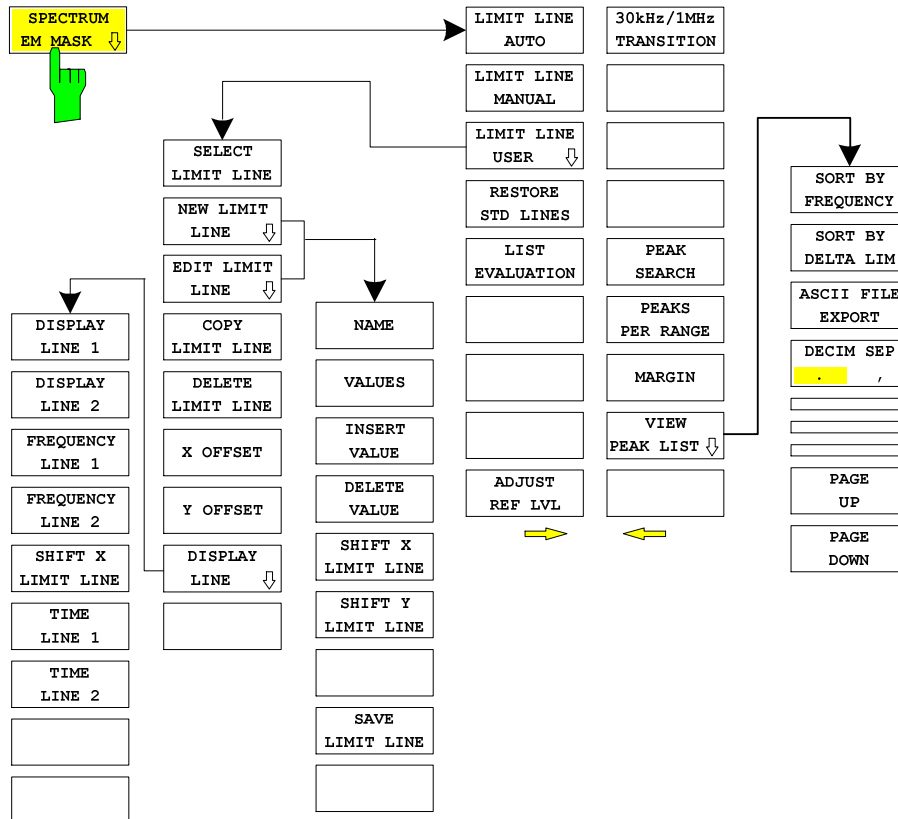 SPECTRUM
EM MASK
LIMIT LINE
AUTO
LIMIT LINE
MANUAL
LIMIT LINE
USER
RESTORE
STD LINES
LIST
EVALUATION
ADJUST
REF LVL
30kHz/1MHz
TRANSITION
PEAK
SEARCH
PEAKS
PER RANGE
MARGIN
VIEW
PEAK LIST
SORT BY
FREQUENCY
SORT BY
DELTA LIM
ASCII FILE
EXPORT
DECIM SEP
. ,
PAGE
UP
PAGE
DOWN
SELECT
LIMIT LINE
NEW LIMIT
LINE
EDIT LIMIT
LINE
COPY
LIMIT LINE
DELETE
LIMIT LINE
X OFFSET
Y OFFSET
DISPLAY
LINE
NAME
VALUES
INSERT
VALUE
DELETE
VALUE
SHIFT X
LIMIT LINE
SHIFT Y
LIMIT LINE
SAVE
LIMIT LINE
DISPLAY
LINE 1
DISPLAY
LINE 2
FREQUENCY
LINE 1
FREQUENCY
LINE 2
SHIFT X
LIMIT LINE
TIME
LINE 1
TIME
LINE 2